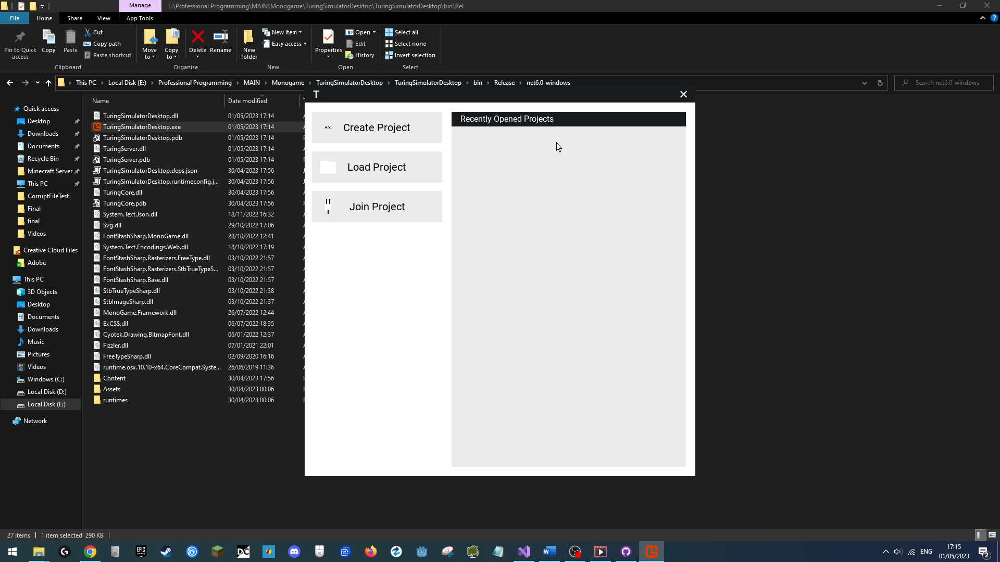 Manage E:\Professional Programming\MAIN\Monogame\TuringSimulatorDesktop\TuringSimulatorDesktop\bin\Rel
File Home Share View App Tools
Pin to Quick access
Copy
Paste
Cut
Copy path
Paste shortcut
Clipboard
Move to
Copy to
Delete
Rename
Organise
New folder
New item
Easy access
New
Properties
Open
Edit
History
Open
Select all
Select none
Invert selection
Select
This PC Local Disk (E:) Professional Programming MAIN Monogame TuringSimulatorDesktop TuringSimulatorDesktop bin Release net6.0-windows
Search net6.0-windows
Quick access
Desktop
Downloads
Documents
Recycle Bin
Minecraft Server
This PC
CorruptFileTest
Final
final
Videos
Creative Cloud Files
Adobe
This PC
3D Objects
Desktop
Documents
Downloads
Music
Pictures
Videos
Windows (C:)
Local Disk (D:)
Local Disk (E:)
Network
Name Date modified
TuringSimulatorDesktop.dll 01/05/2023 17:14
TuringSimulatorDesktop.exe 01/05/2023 17:14
TuringSimulatorDesktop.pdb 01/05/2023 17:14
TuringServer.dll 01/05/2023 17:14
TuringServer.pdb 01/05/2023 17:14
TuringSimulatorDesktop.deps.json 30/04/2023 17:56
TuringSimulatorDesktop.runtimeconfig.j... 30/04/2023 17:56
TuringCore.dll 30/04/2023 17:56
TuringCore.pdb 30/04/2023 17:56
System.Text.Json.dll 18/11/2022 16:32
Svg.dll 29/10/2022 17:06
FontStashSharp.MonoGame.dll 28/10/2022 12:41
System.Text.Encodings.Web.dll 18/10/2022 17:19
FontStashSharp.Rasterizers.FreeType.dll 03/10/2022 21:57
FontStashSharp.Rasterizers.StbTrueTypeS... 03/10/2022 21:57
FontStashSharp.Base.dll 03/10/2022 21:57
StbTrueTypeSharp.dll 03/10/2022 21:38
StbImageSharp.dll 03/10/2022 21:37
MonoGame.Framework.dll 26/07/2022 12:44
ExCSS.dll 06/07/2022 18:35
Cyotek.Drawing.BitmapFont.dll 06/01/2022 12:37
Fizzler.dll 07/01/2021 22:01
FreeTypeSharp.dll 02/09/2020 16:16
runtime.osx.10.10-x64.CoreCompat.Syste... 26/06/2019 11:36
Content 30/04/2023 17:56
Assets 30/04/2023 00:06
runtimes 30/04/2023 00:06
T
Create Project
Load Project
Join Project
Recently Opened Projects
27 items 1 item selected 290 KB
EPIC GAMES
DC
ENG
17:15
01/05/2023
2